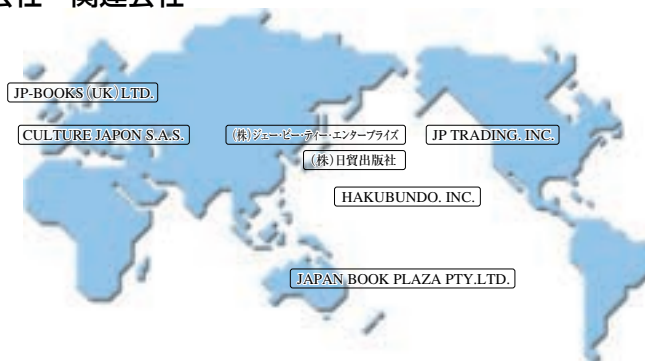 会社・関連会社
JP-BOOKS (UK) LTD.
CULTURE JAPON S.A.S.
(株)ジェー・ピー・ティー・エンタープライズ
JP TRADING. INC.
(株)日貿出版社
HAKUBUNDO. INC.
JAPAN BOOK PLAZA PTY.LTD.